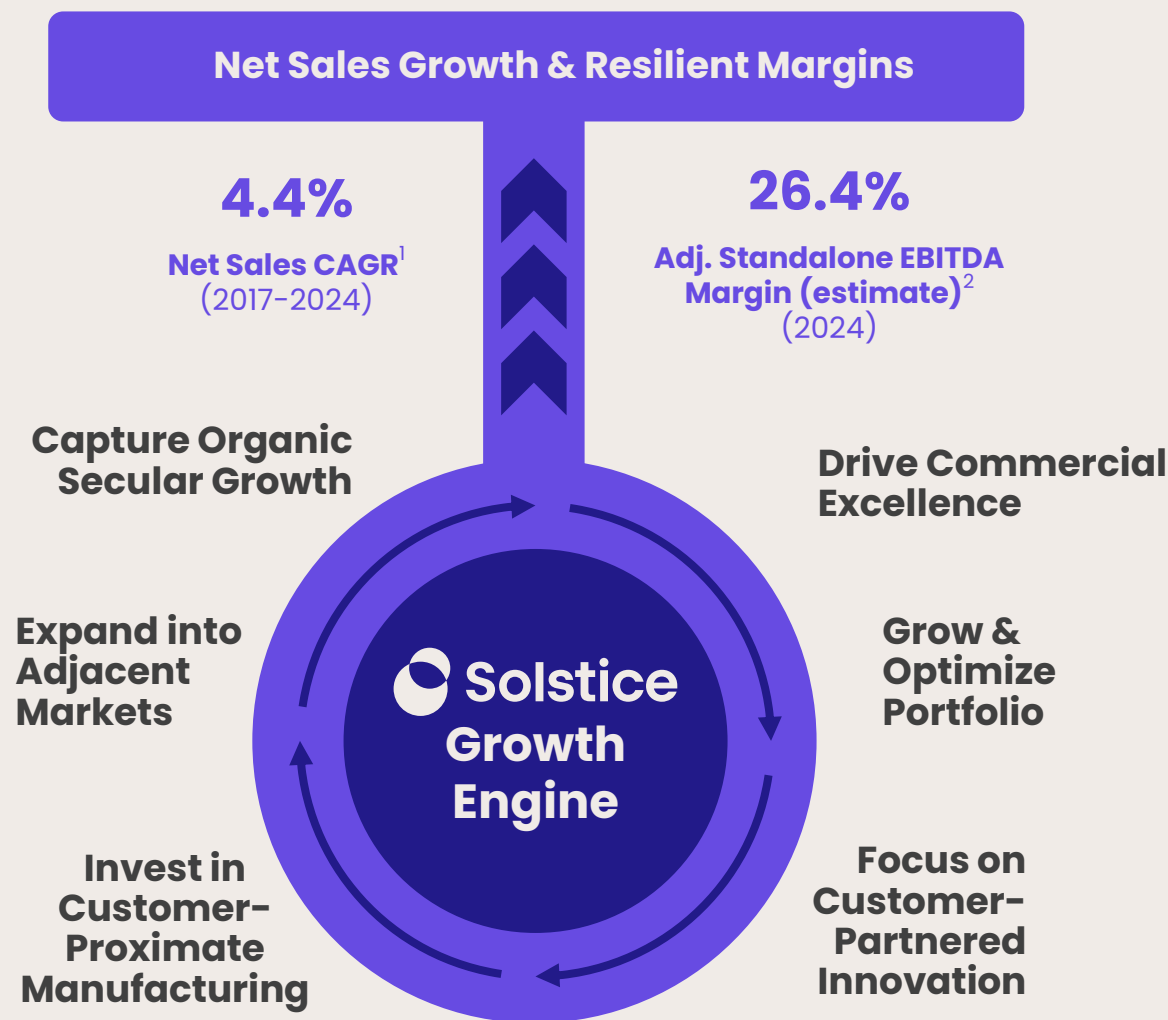 Net Sales Growth & Resilient Margins
4.4%
Net Sales CAGR¹
(2017-2024)
26.4%
Adj. Standalone EBITDA
Margin (estimate)²
(2024)
Capture Organic
Secular Growth
Drive Commercial
Excellence
Expand into
Adjacent
Markets
Grow &
Optimize
Portfolio
Solstice
Growth
Engine
Invest in
Customer-
Proximate
Manufacturing
Focus on
Customer-
Partnered
Innovation